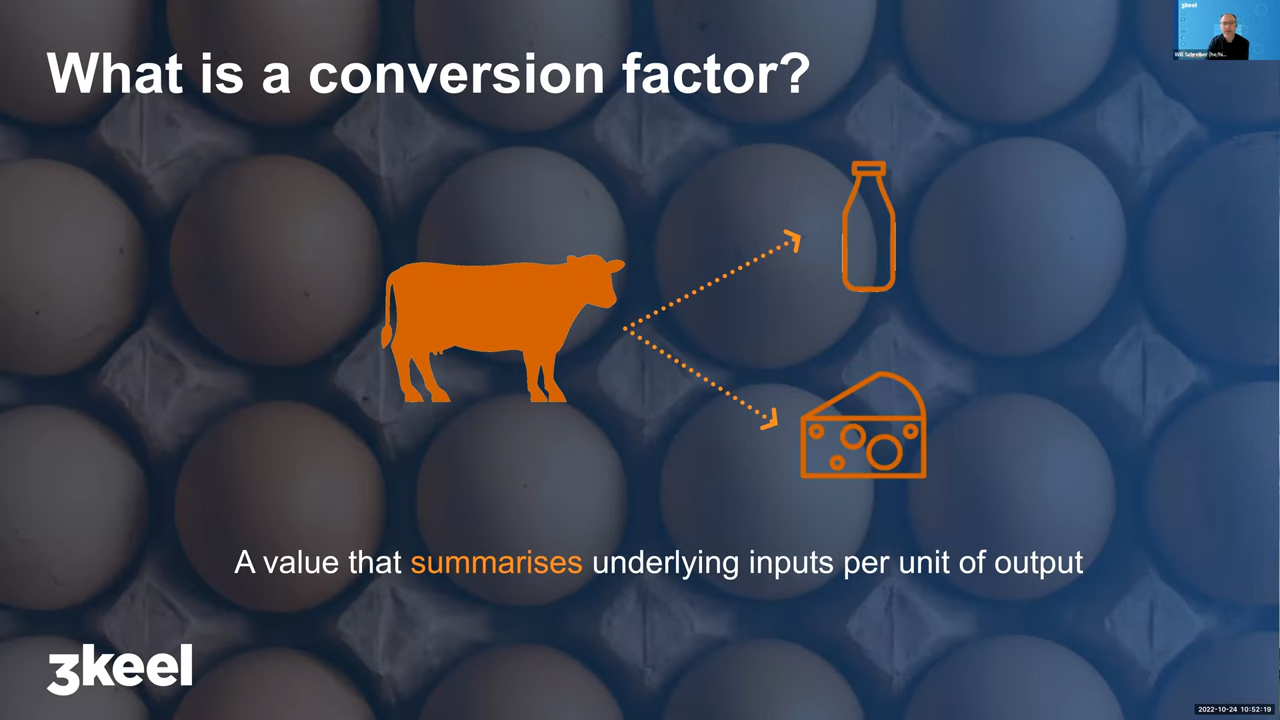 3keel
What is a conversion factor?
A value that summarises underlying inputs per unit of output
3keel
2022-10-24 10:52:19